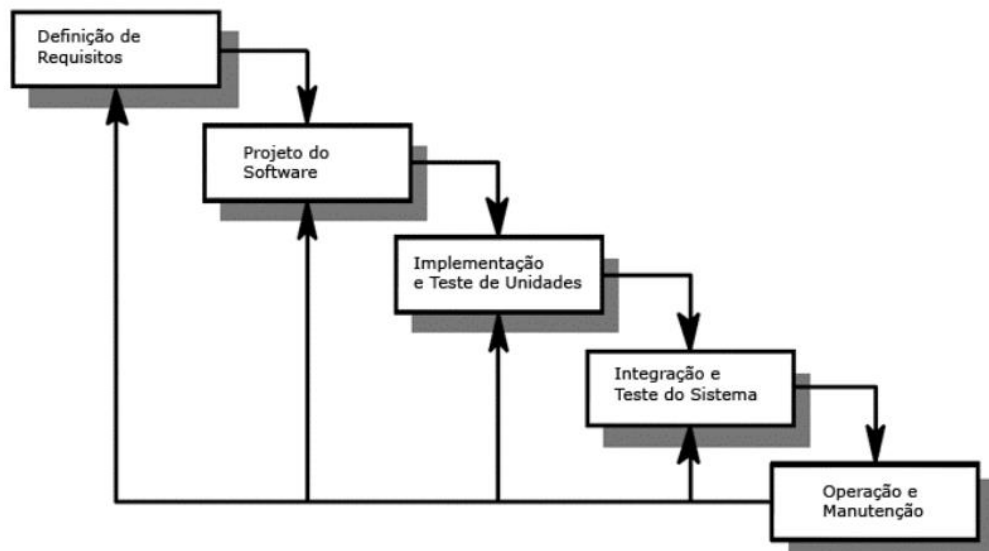 Definição de
Requisitos
Projeto do
Software
Implementação
e Teste de Unidades
Integração e
Teste do Sistema
Operação e
Manutenção